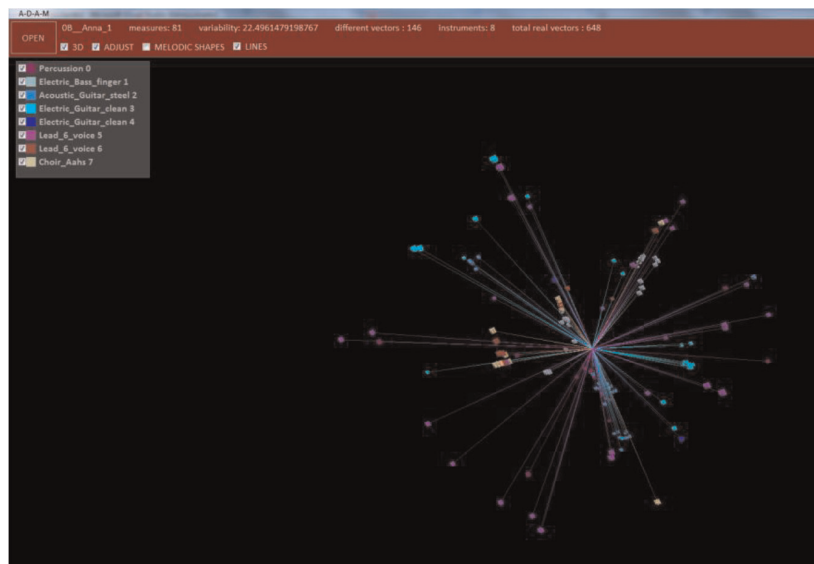 A-D-A-M
OPEN
08__Anna_1 measures: 81 variability: 22.4961479198767 different vectors : 146 instruments: 8 total real vectors : 648
3D ADJUST MELODIC SHAPES LINES
Percussion 0
Electric_Bass_finger 1
Acoustic_Guitar_steel 2
Electric_Guitar_clean 3
Electric_Guitar_clean 4
Lead_6_voice 5
Lead_6_voice 6
Choir_Aahs 7